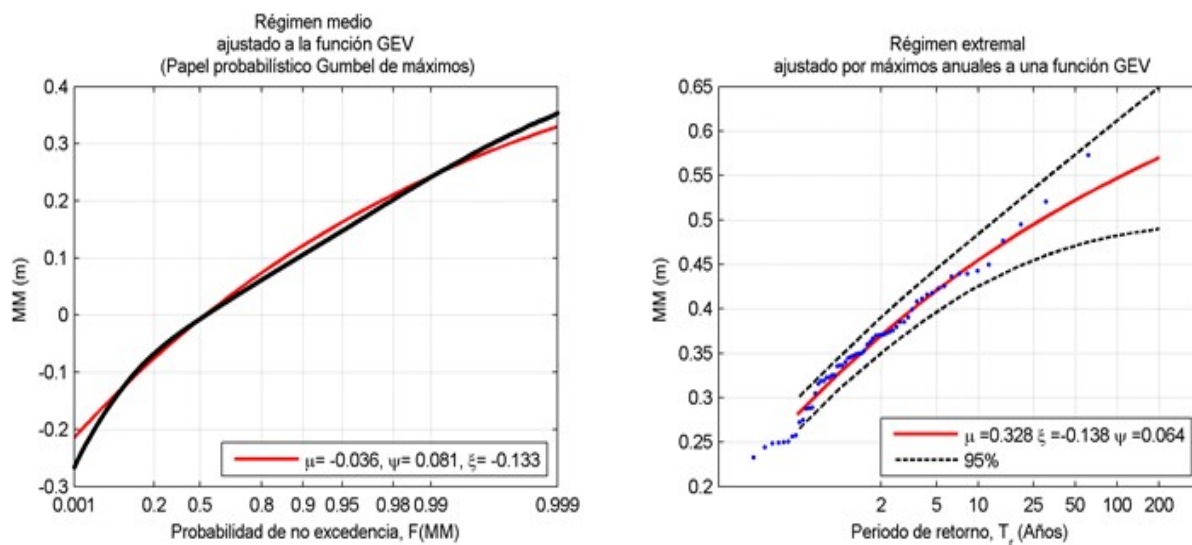 Régimen medio
ajustado a la función GEV
(Papel probabilístico Gumbel de máximos)
0.4
0.3
0.2
0.1
0
-0.1
-0.2
-0.3
MM (m)
μ= -0.036, ψ= 0.081, ξ= -0.133
0.001 0.2 0.5 0.8 0.9 0.95 0.98 0.99 0.999
Probabilidad de no excedencia, F(MM)
Régimen extremal
ajustado por máximos anuales a una función GEV
0.65
0.6
0.55
0.5
0.45
0.4
0.35
0.3
0.25
0.2
MM (m)
μ =0.328 ξ =-0.138 ψ =0.064
95%
2 5 10 25 50 100 200
Periodo de retorno, T_r (Años)